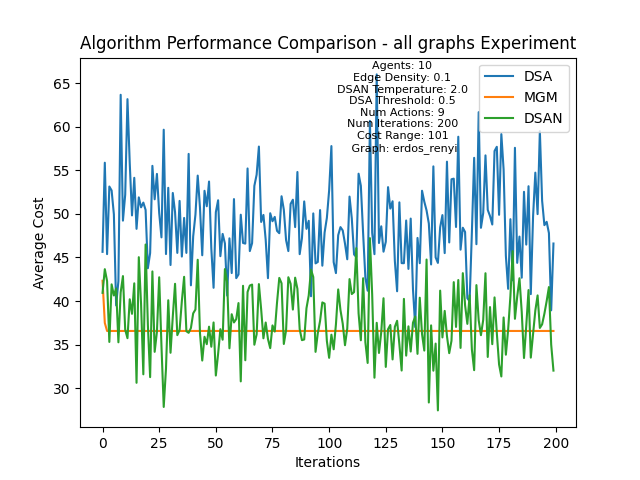 Algorithm Performance Comparison - all graphs Experiment
Agents: 10
Edge Density: 0.1
DSAN Temperature: 2.0
DSA Threshold: 0.5
Num Actions: 9
Num Iterations: 200
Cost Range: 101
Graph: erdos_renyi
DSA
MGM
DSAN
Average Cost
65
60
55
50
45
40
35
30
0
25
50
75
100
125
150
175
200
Iterations